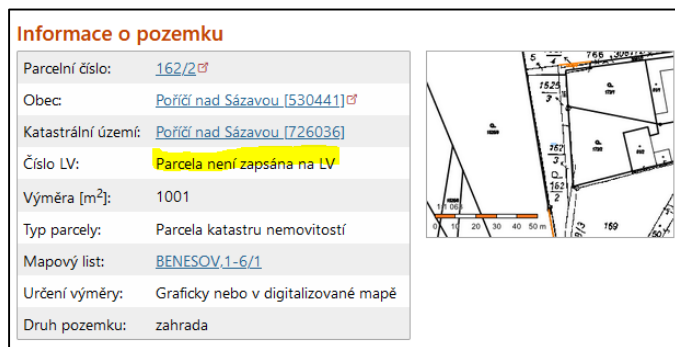 Informace o pozemku
Parcelní číslo: 162/2
Obec: Poříčí nad Sázavou [530441]
Katastrální území: Poříčí nad Sázavou [726036]
Číslo LV: Parcela není zapsána na LV
Výměra [m²]: 1001
Typ parcely: Parcela katastru nemovitostí
Mapový list: BENESOV,1-6/1
Určení výměry: Graficky nebo v digitalizované mapě
Druh pozemku: zahrada
766
1525
3
162
2
159
0 10 20 30 40 50 m